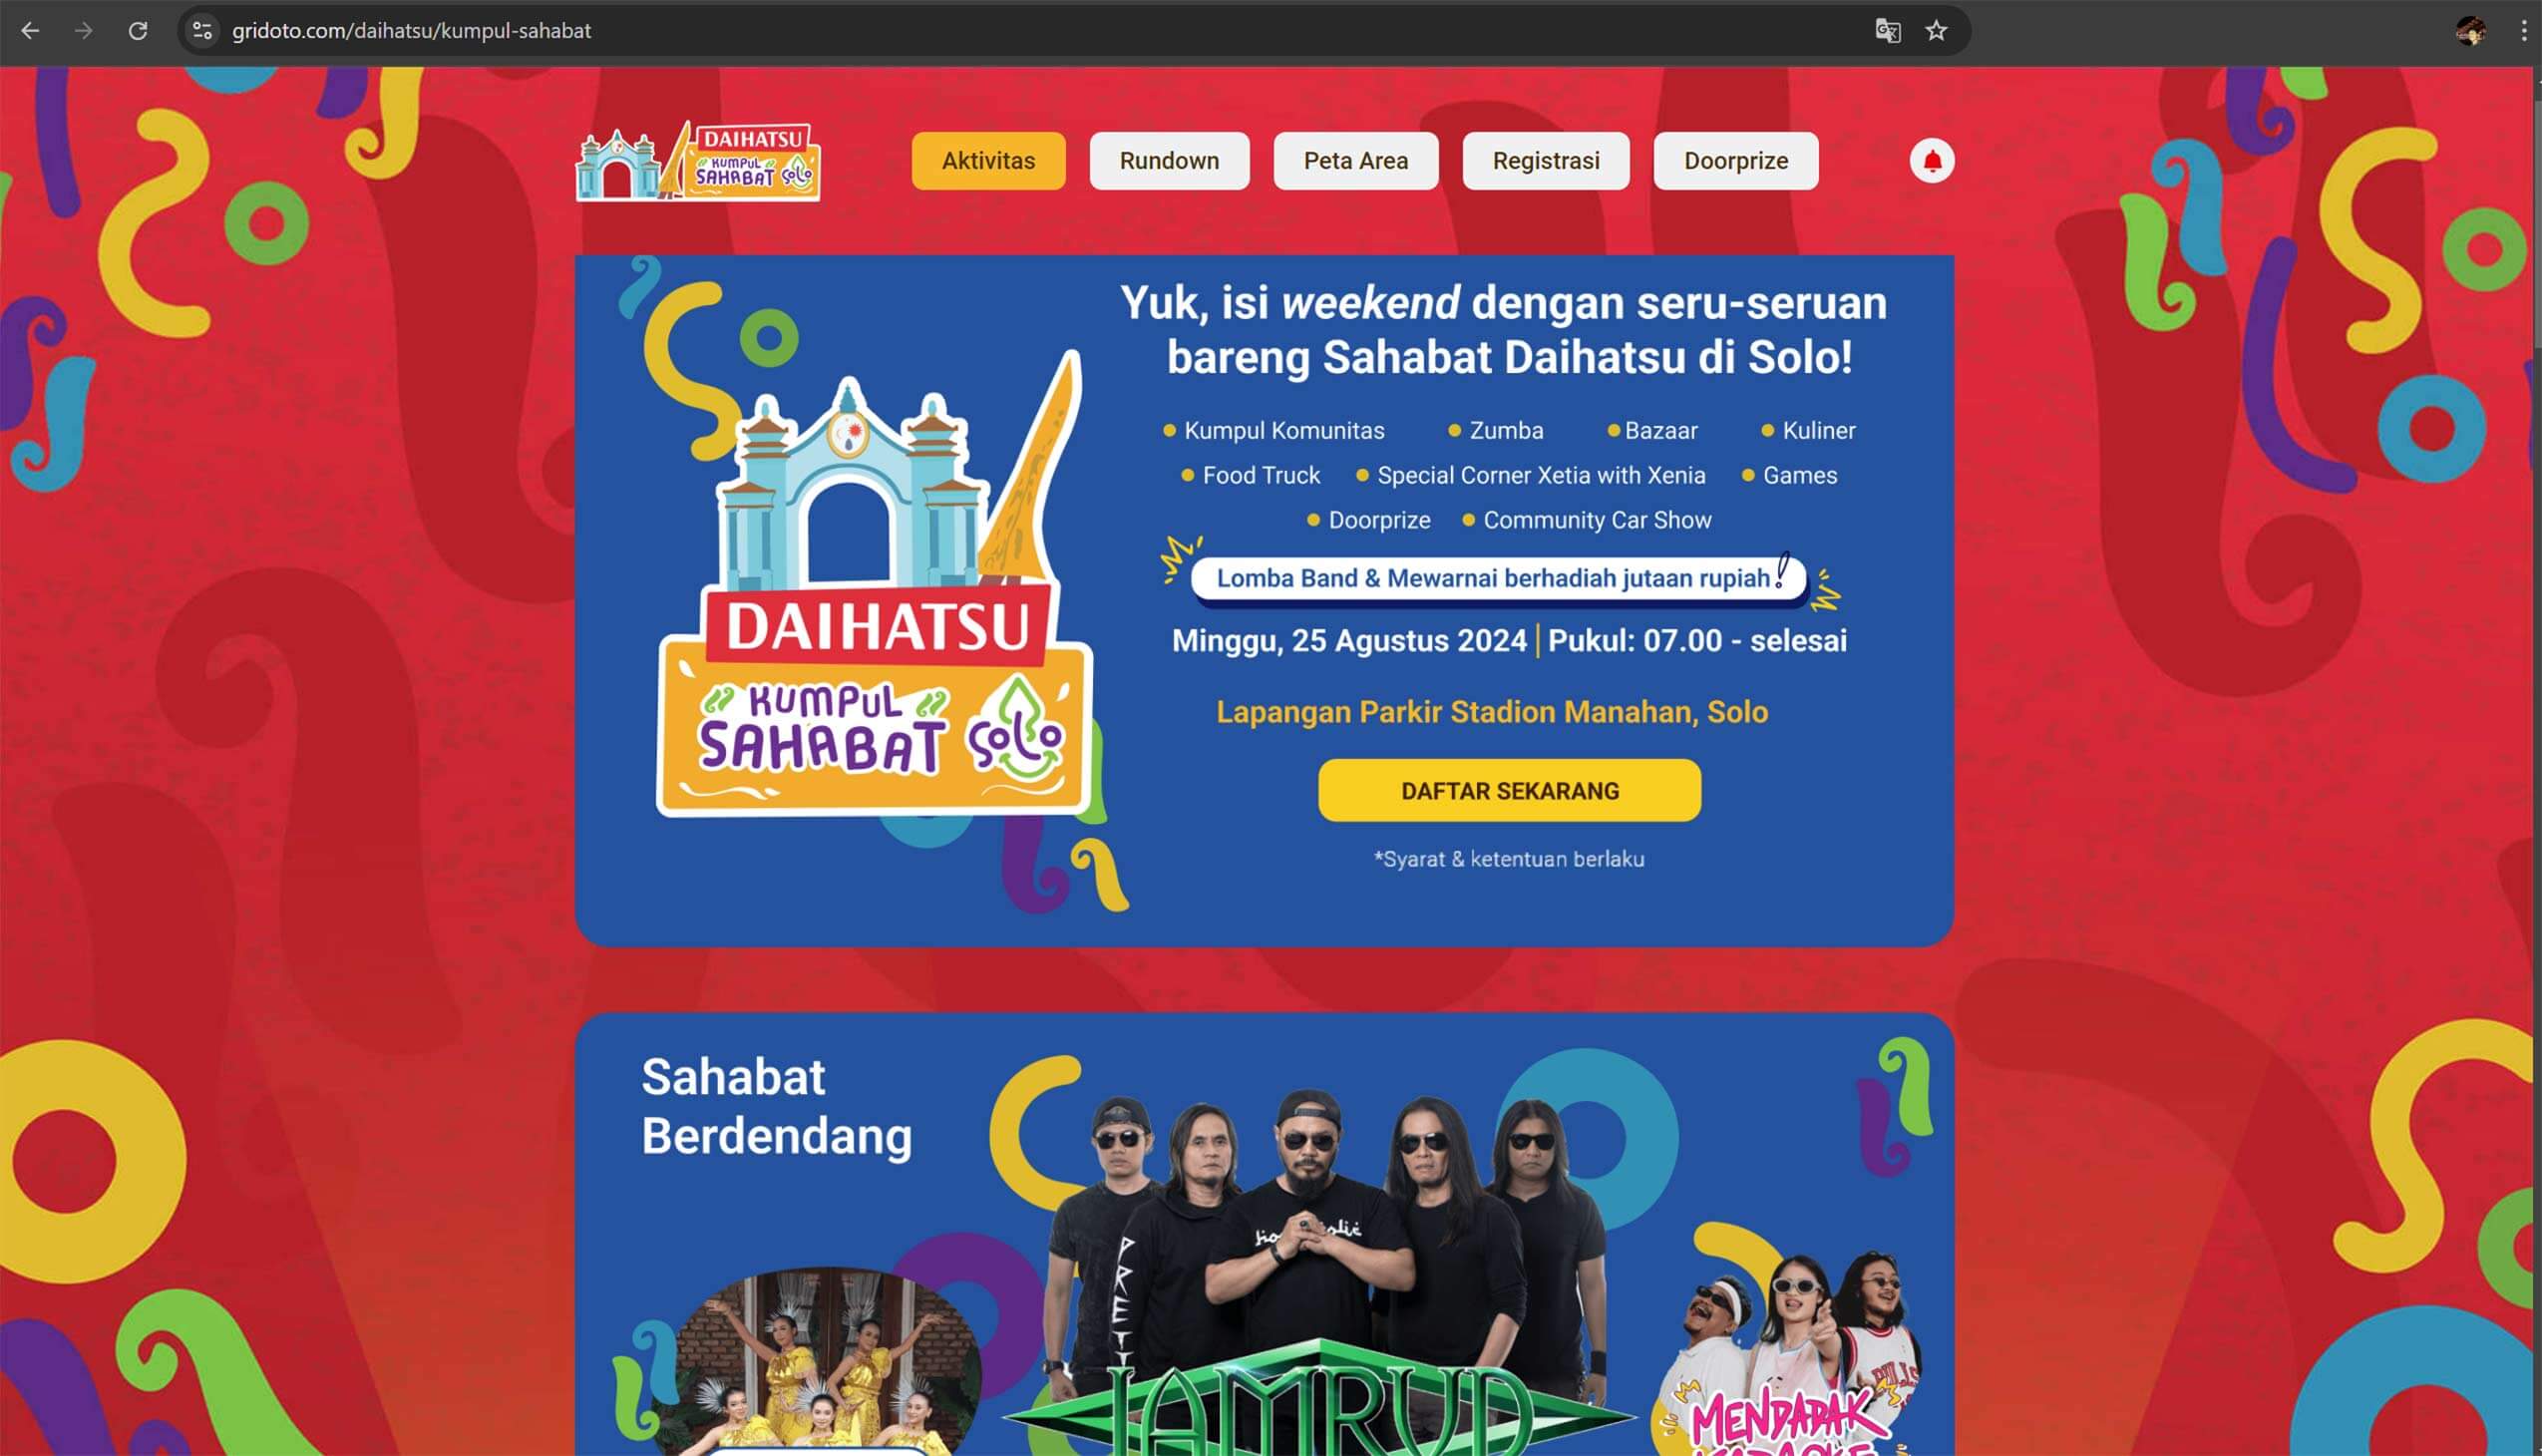 gridoto.com/daihatsu/kumpul-sahabat
DAIHATSU
KUMPUL
SAHABAT Solo
Aktivitas
Rundown
Peta Area
Registrasi
Doorprize
Yuk, isi weekend dengan seru-seruan
bareng Sahabat Daihatsu di Solo!
Kumpul Komunitas
Zumba
Bazaar
Kuliner
Food Truck
Special Corner Xetia with Xenia
Games
Doorprize
Community Car Show
Lomba Band & Mewarnai berhadiah jutaan rupiah!
Minggu, 25 Agustus 2024 | Pukul: 07.00 - selesai
Lapangan Parkir Stadion Manahan, Solo
DAFTAR SEKARANG
*Syarat & ketentuan berlaku
DAIHATSU
KUMPUL
SAHABAT Solo
Sahabat
Berdendang
JAMRUD
MENDADAK